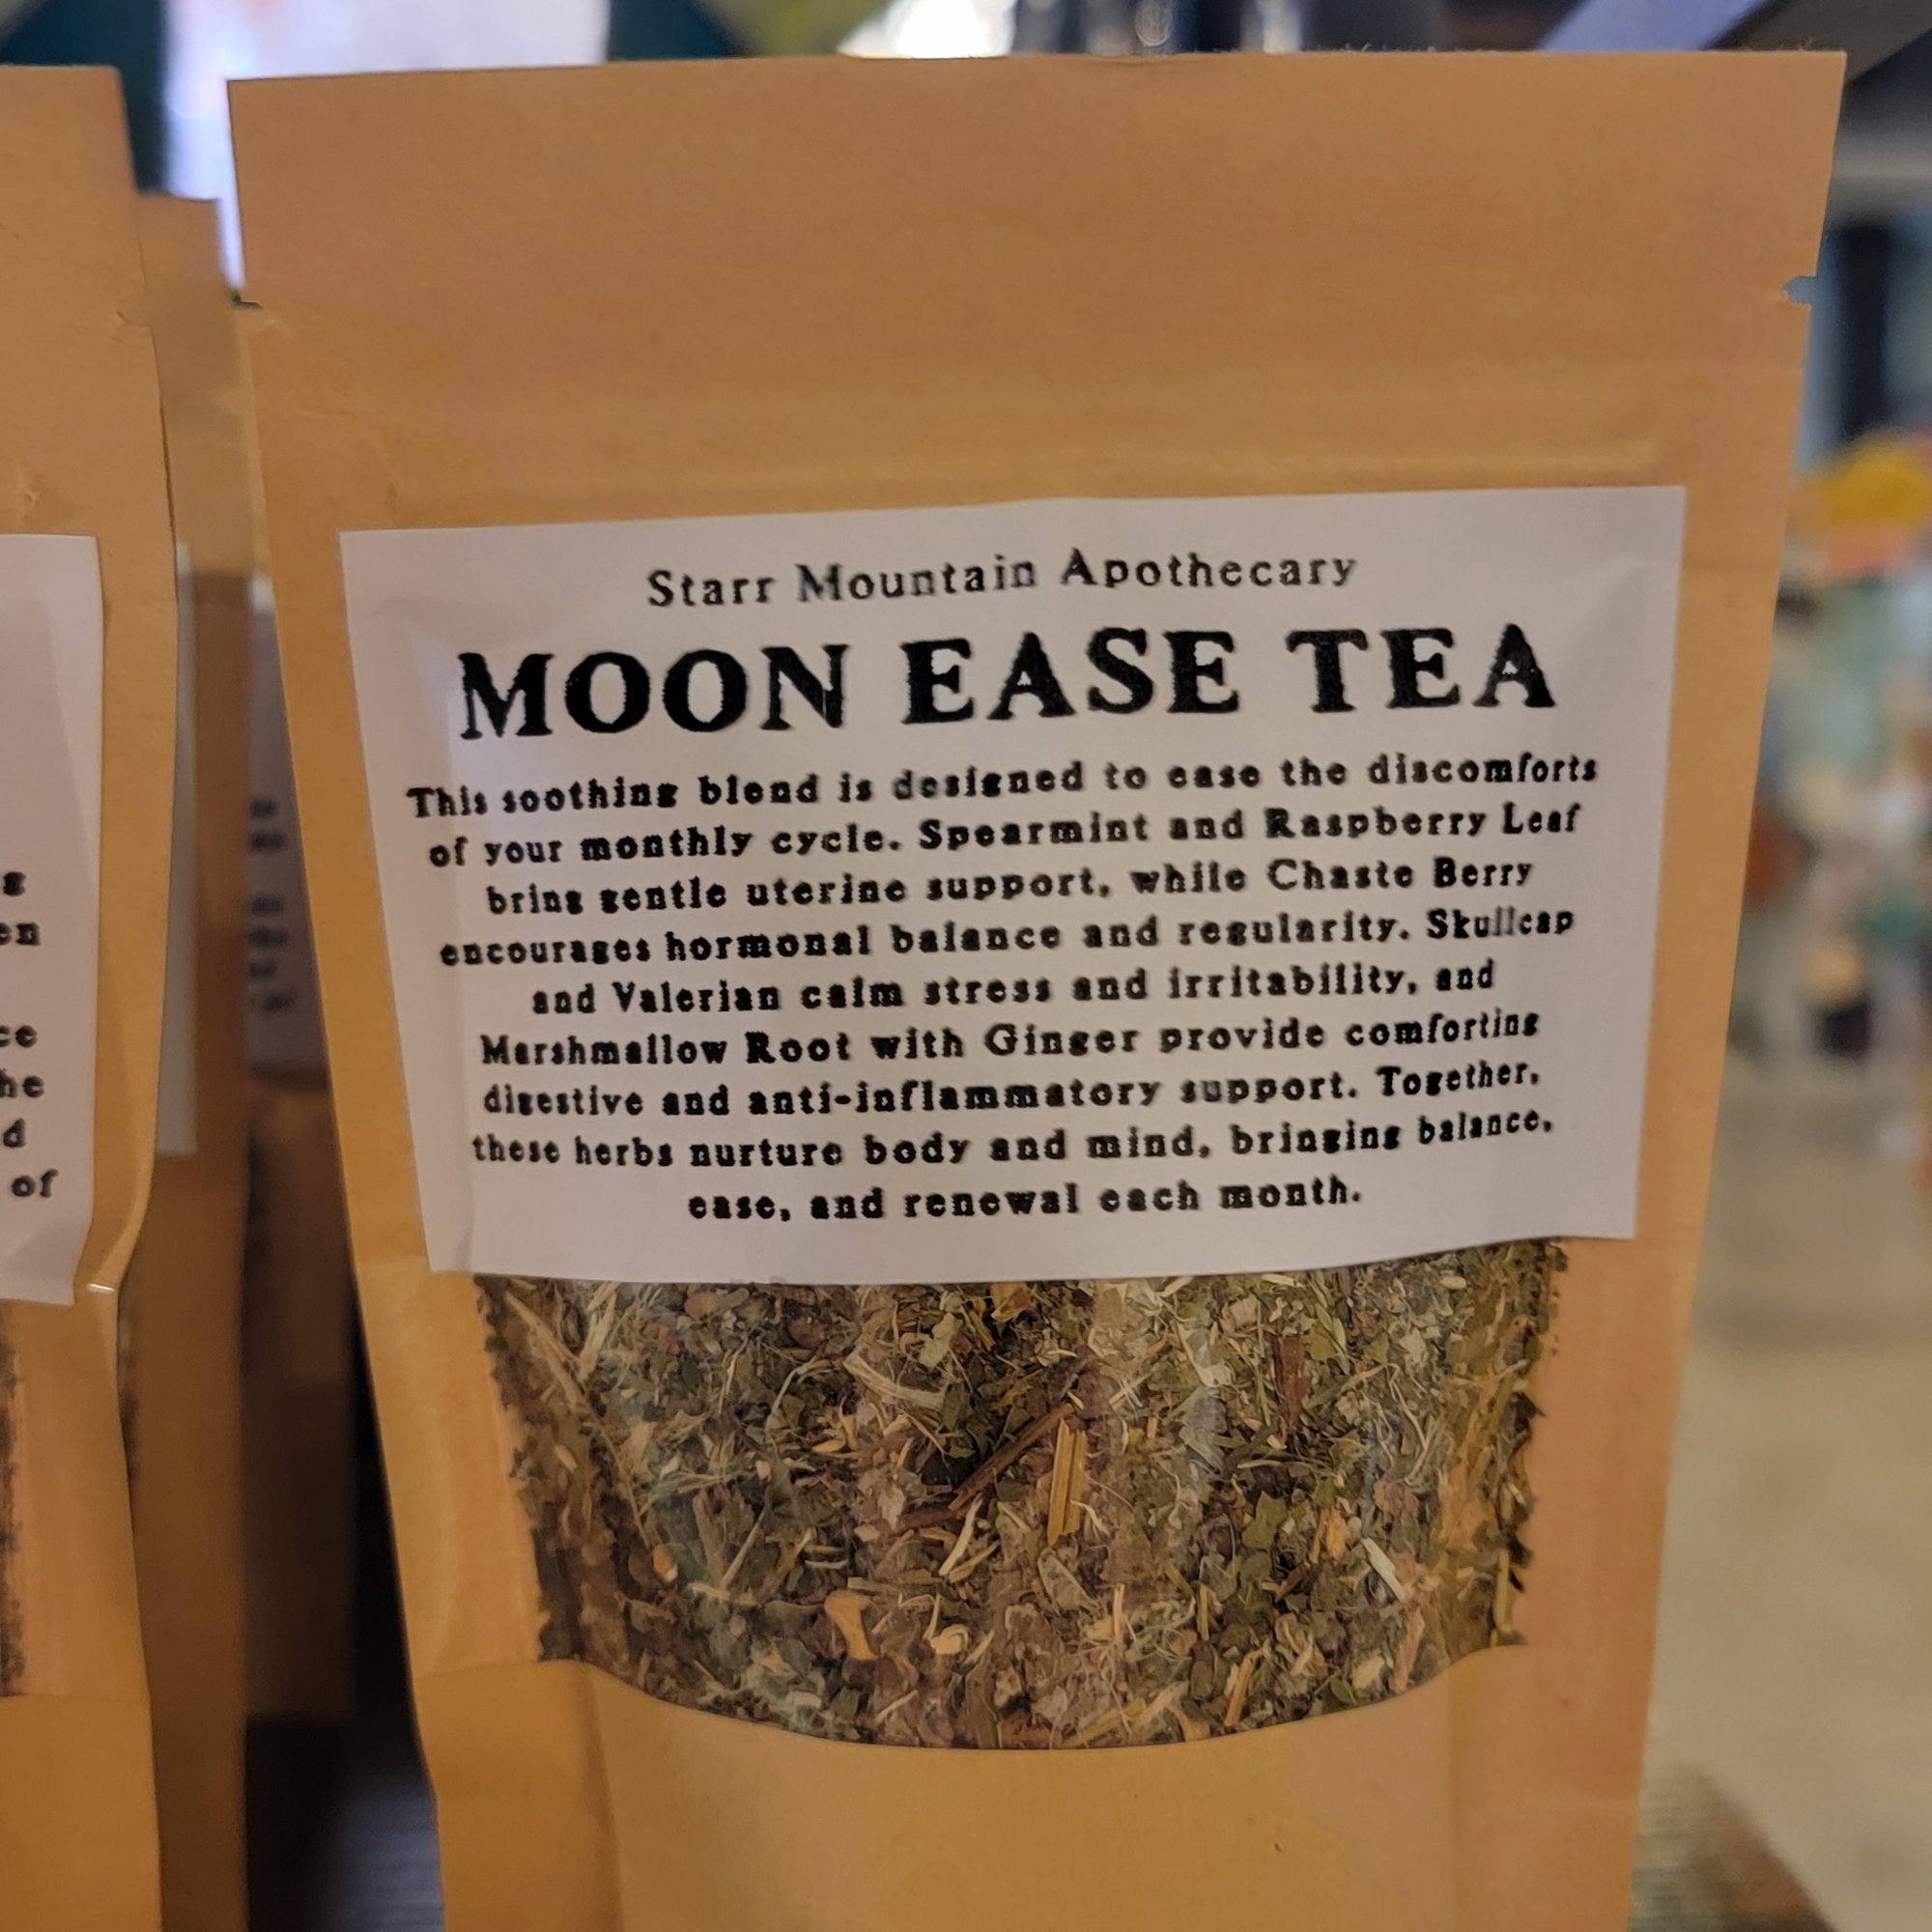 Starr Mountain Apothecary
MOON EASE TEA
This soothing blend is designed to ease the discomforts
of your monthly cycle. Spearmint and Raspberry Leaf
bring gentle uterine support, while Chaste Berry
encourages hormonal balance and regularity. Skullcap
and Valerian calm stress and irritability, and
Marshmallow Root with Ginger provide comforting
digestive and anti-inflammatory support. Together,
these herbs nurture body and mind, bringing balance,
ease, and renewal each month.
of